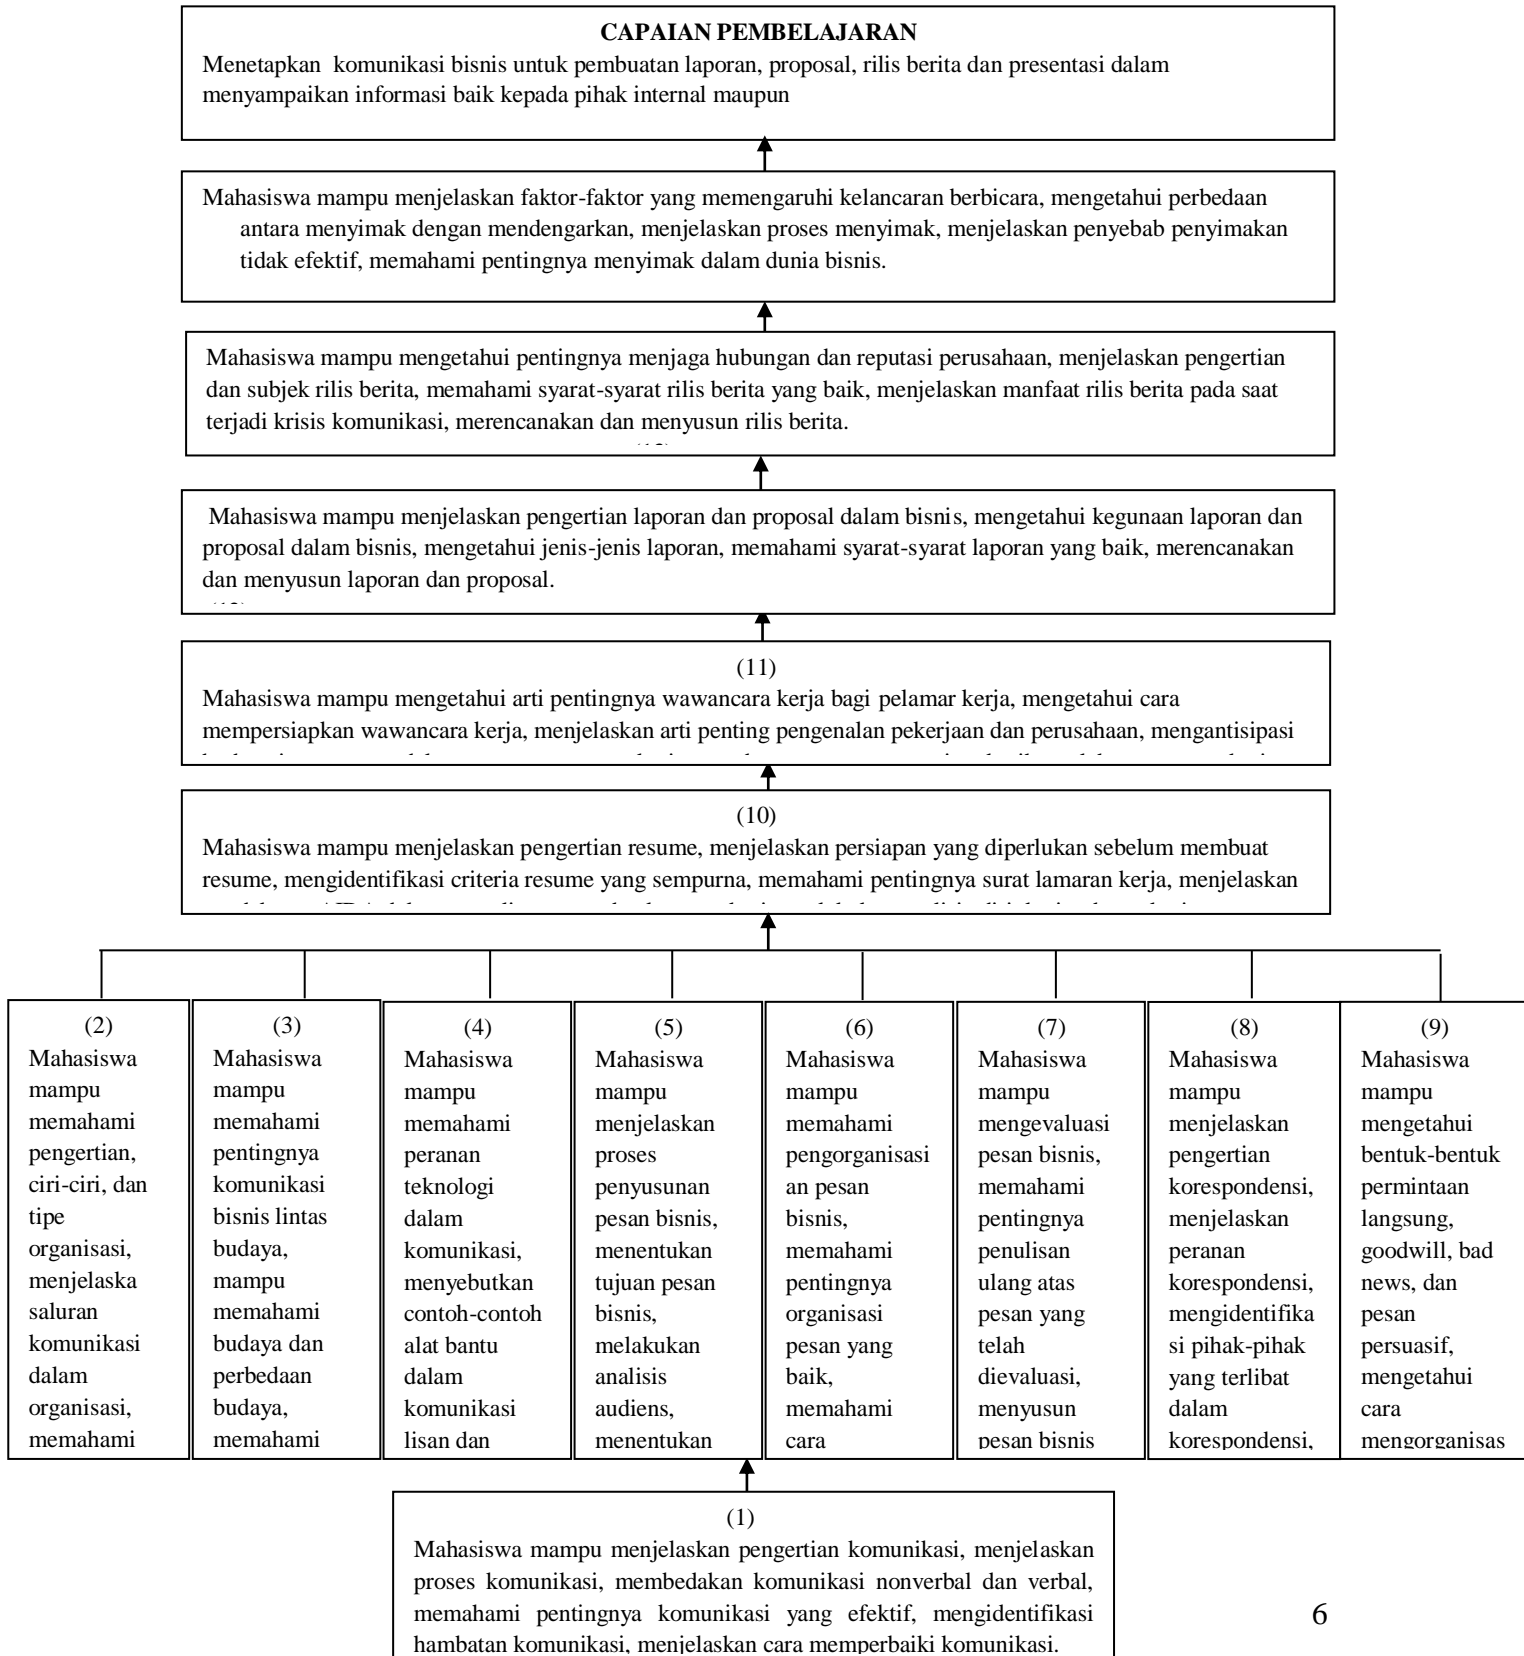 CAPAIAN PEMBELAJARAN
Menetapkan komunikasi bisnis untuk pembuatan laporan, proposal, rilis berita dan presentasi dalam
menyampaikan informasi baik kepada pihak internal maupun
Mahasiswa mampu menjelaskan faktor-faktor yang memengaruhi kelancaran berbicara, mengetahui perbedaan
antara menyimak dengan mendengarkan, menjelaskan proses menyimak, menjelaskan penyebab penyimakan
tidak efektif, memahami pentingnya menyimak dalam dunia bisnis.
Mahasiswa mampu mengetahui pentingnya menjaga hubungan dan reputasi perusahaan, menjelaskan pengertian
dan subjek rilis berita, memahami syarat-syarat rilis berita yang baik, menjelaskan manfaat rilis berita pada saat
terjadi krisis komunikasi, merencanakan dan menyusun rilis berita.
Mahasiswa mampu menjelaskan pengertian laporan dan proposal dalam bisnis, mengetahui kegunaan laporan dan
proposal dalam bisnis, mengetahui jenis-jenis laporan, memahami syarat-syarat laporan yang baik, merencanakan
dan menyusun laporan dan proposal.
(11)
Mahasiswa mampu mengetahui arti pentingnya wawancara kerja bagi pelamar kerja, mengetahui cara
mempersiapkan wawancara kerja, menjelaskan arti penting pengenalan pekerjaan dan perusahaan, mengantisipasi
(10)
Mahasiswa mampu menjelaskan pengertian resume, menjelaskan persiapan yang diperlukan sebelum membuat
resume, mengidentifikasi criteria resume yang sempurna, memahami pentingnya surat lamaran kerja, menjelaskan
(2)
Mahasiswa
mampu
memahami
pengertian,
ciri-ciri, dan
tipe
organisasi,
menjelaska
saluran
komunikasi
dalam
organisasi,
memahami
(3)
Mahasiswa
mampu
memahami
pentingnya
komunikasi
bisnis lintas
budaya,
mampu
memahami
budaya dan
perbedaan
budaya,
memahami
(4)
Mahasiswa
mampu
memahami
peranan
teknologi
dalam
komunikasi,
menyebutkan
contoh-contoh
alat bantu
dalam
komunikasi
lisan dan
(5)
Mahasiswa
mampu
menjelaskan
proses
penyusunan
pesan bisnis,
menentukan
tujuan pesan
bisnis,
melakukan
analisis
audiens,
menentukan
(6)
Mahasiswa
mampu
memahami
pengorganisasi
an pesan
bisnis,
memahami
pentingnya
organisasi
pesan yang
baik,
memahami
cara
(7)
Mahasiswa
mampu
mengevaluasi
pesan bisnis,
memahami
pentingnya
penulisan
ulang atas
pesan yang
telah
dievaluasi,
menyusun
pesan bisnis
(8)
Mahasiswa
mampu
menjelaskan
pengertian
korespondensi,
menjelaskan
peranan
korespondensi,
mengidentifika
si pihak-pihak
yang terlibat
dalam
korespondensi,
(9)
Mahasiswa
mampu
mengetahui
bentuk-bentuk
permintaan
langsung,
goodwill, bad
news, dan
pesan
persuasif,
mengetahui
cara
mengorganisas
(1)
Mahasiswa mampu menjelaskan pengertian komunikasi, menjelaskan
proses komunikasi, membedakan komunikasi nonverbal dan verbal,
memahami pentingnya komunikasi yang efektif, mengidentifikasi
hambatan komunikasi, menjelaskan cara memperbaiki komunikasi.
6